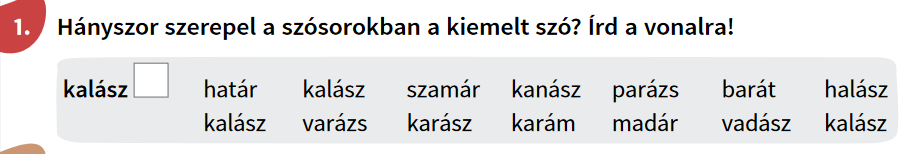 1. Hányszor szerepel a szósorokban a kiemelt szó? Írd a vonalra!
kalász határ kalász szamár kanász parázs barát halász
kalász varázs karász karám madár vadász kalász